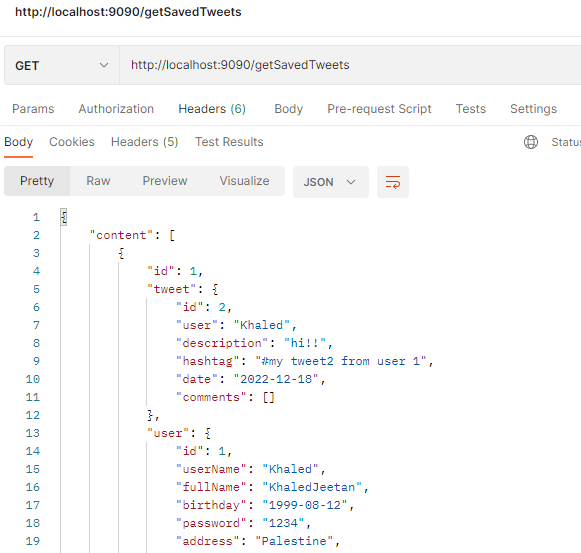 http://localhost:9090/getSavedTweets
GET http://localhost:9090/getSavedTweets
Params Authorization Headers (6) Body Pre-request Script Tests Settings
Body Cookies Headers (5) Test Results Status
Pretty Raw Preview Visualize JSON
1 {
2 "content": [
3 {
4 "id": 1,
5 "tweet": {
6 "id": 2,
7 "user": "Khaled",
8 "description": "hi!!",
9 "hashtag": "#my tweet2 from user 1",
10 "date": "2022-12-18",
11 "comments": []
12 },
13 "user": {
14 "id": 1,
15 "userName": "Khaled",
16 "fullName": "KhaledJeetan",
17 "birthday": "1999-08-12",
18 "password": "1234",
19 "address": "Palestine",